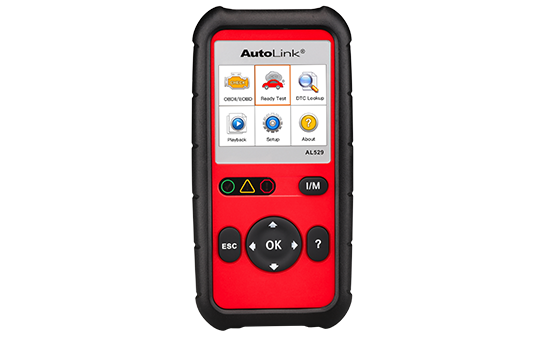 AutoLink®
OBDII/EOBD Ready Test DTC Lookup
Playback Setup About
AL529
I/M
ESC OK ?